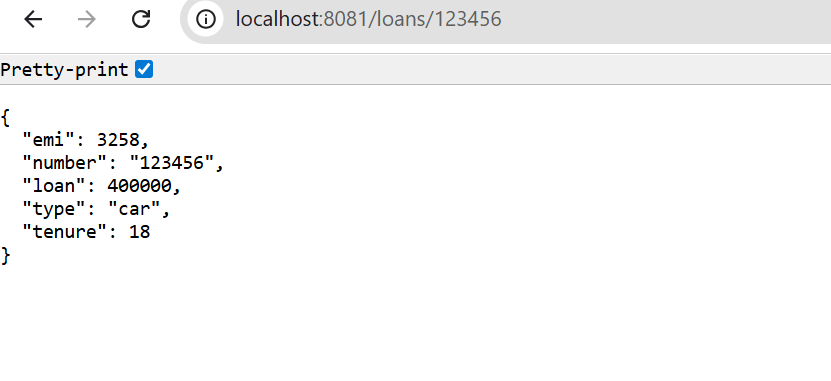 localhost:8081/loans/123456
Pretty-print
{
  "emi": 3258,
  "number": "123456",
  "loan": 400000,
  "type": "car",
  "tenure": 18
}